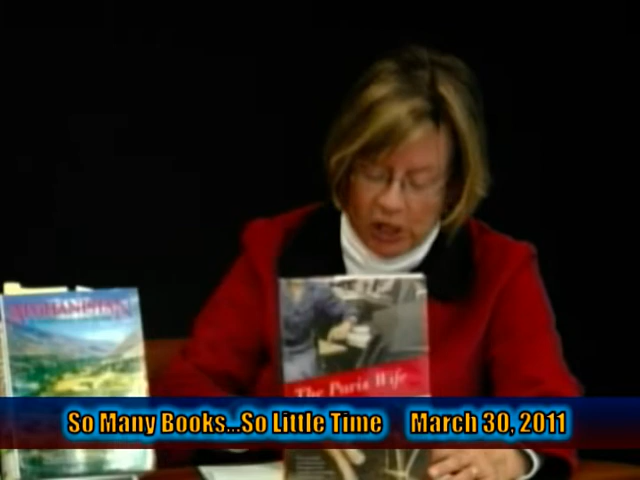 AFGHANISTAN
The Paris Wife
So Many Books...So Little Time March 30, 2011